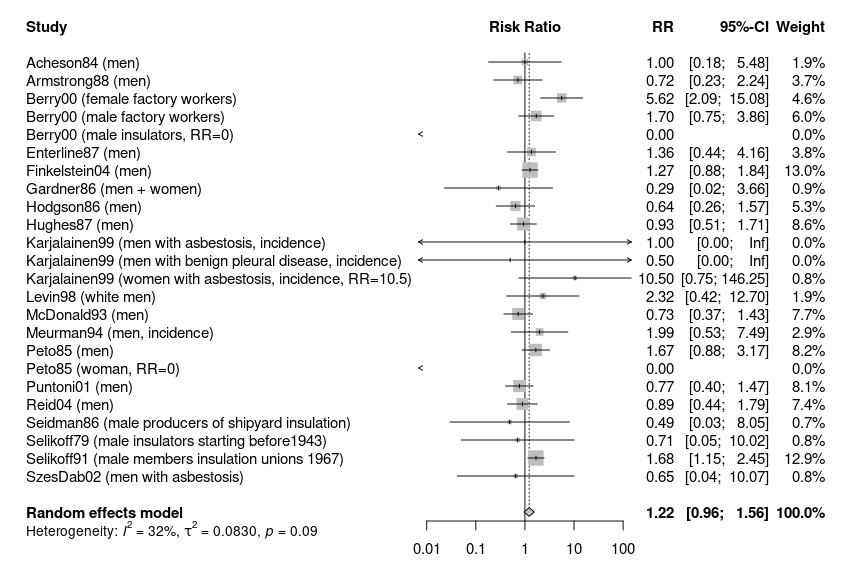 Study Risk Ratio RR 95%-CI Weight
Acheson84 (men) 1.00 [0.18; 5.48] 1.9%
Armstrong88 (men) 0.72 [0.23; 2.24] 3.7%
Berry00 (female factory workers) 5.62 [2.09; 15.08] 4.6%
Berry00 (male factory workers) 1.70 [0.75; 3.86] 6.0%
Berry00 (male insulators, RR=0) 0.00 0.0%
Enterline87 (men) 1.36 [0.44; 4.16] 3.8%
Finkelstein04 (men) 1.27 [0.88; 1.84] 13.0%
Gardner86 (men + women) 0.29 [0.02; 3.66] 0.9%
Hodgson86 (men) 0.64 [0.26; 1.57] 5.3%
Hughes87 (men) 0.93 [0.51; 1.71] 8.6%
Karjalainen99 (men with asbestosis, incidence) 1.00 [0.00; Inf] 0.0%
Karjalainen99 (men with benign pleural disease, incidence) 0.50 [0.00; Inf] 0.0%
Karjalainen99 (women with asbestosis, incidence, RR=10.5) 10.50 [0.75; 146.25] 0.8%
Levin98 (white men) 2.32 [0.42; 12.70] 1.9%
McDonald93 (men) 0.73 [0.37; 1.43] 7.7%
Meurman94 (men, incidence) 1.99 [0.53; 7.49] 2.9%
Peto85 (men) 1.67 [0.88; 3.17] 8.2%
Peto85 (woman, RR=0) 0.00 0.0%
Puntoni01 (men) 0.77 [0.40; 1.47] 8.1%
Reid04 (men) 0.89 [0.44; 1.79] 7.4%
Seidman86 (male producers of shipyard insulation) 0.49 [0.03; 8.05] 0.7%
Selikoff79 (male insulators starting before1943) 0.71 [0.05; 10.02] 0.8%
Selikoff91 (male members insulation unions 1967) 1.68 [1.15; 2.45] 12.9%
SzesDab02 (men with asbestosis) 0.65 [0.04; 10.07] 0.8%
Random effects model 1.22 [0.96; 1.56] 100.0%
Heterogeneity: I² = 32%, τ² = 0.0830, p = 0.09
0.01 0.1 1 10 100